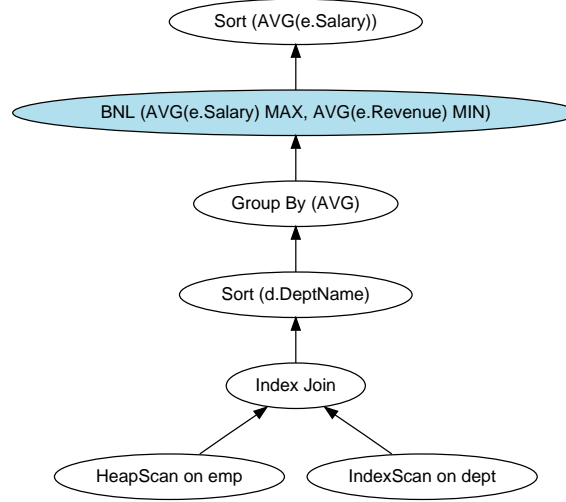 Sort (AVG(e.Salary))
BNL (AVG(e.Salary) MAX, AVG(e.Revenue) MIN)
Group By (AVG)
Sort (d.DeptName)
Index Join
HeapScan on emp
IndexScan on dept